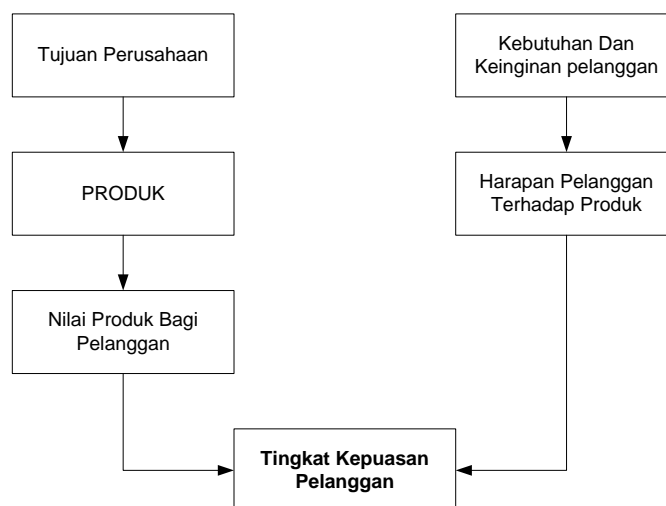 Tujuan Perusahaan
Kebutuhan Dan
Keinginan pelanggan
PRODUK
Harapan Pelanggan
Terhadap Produk
Nilai Produk Bagi
Pelanggan
Tingkat Kepuasan
Pelanggan